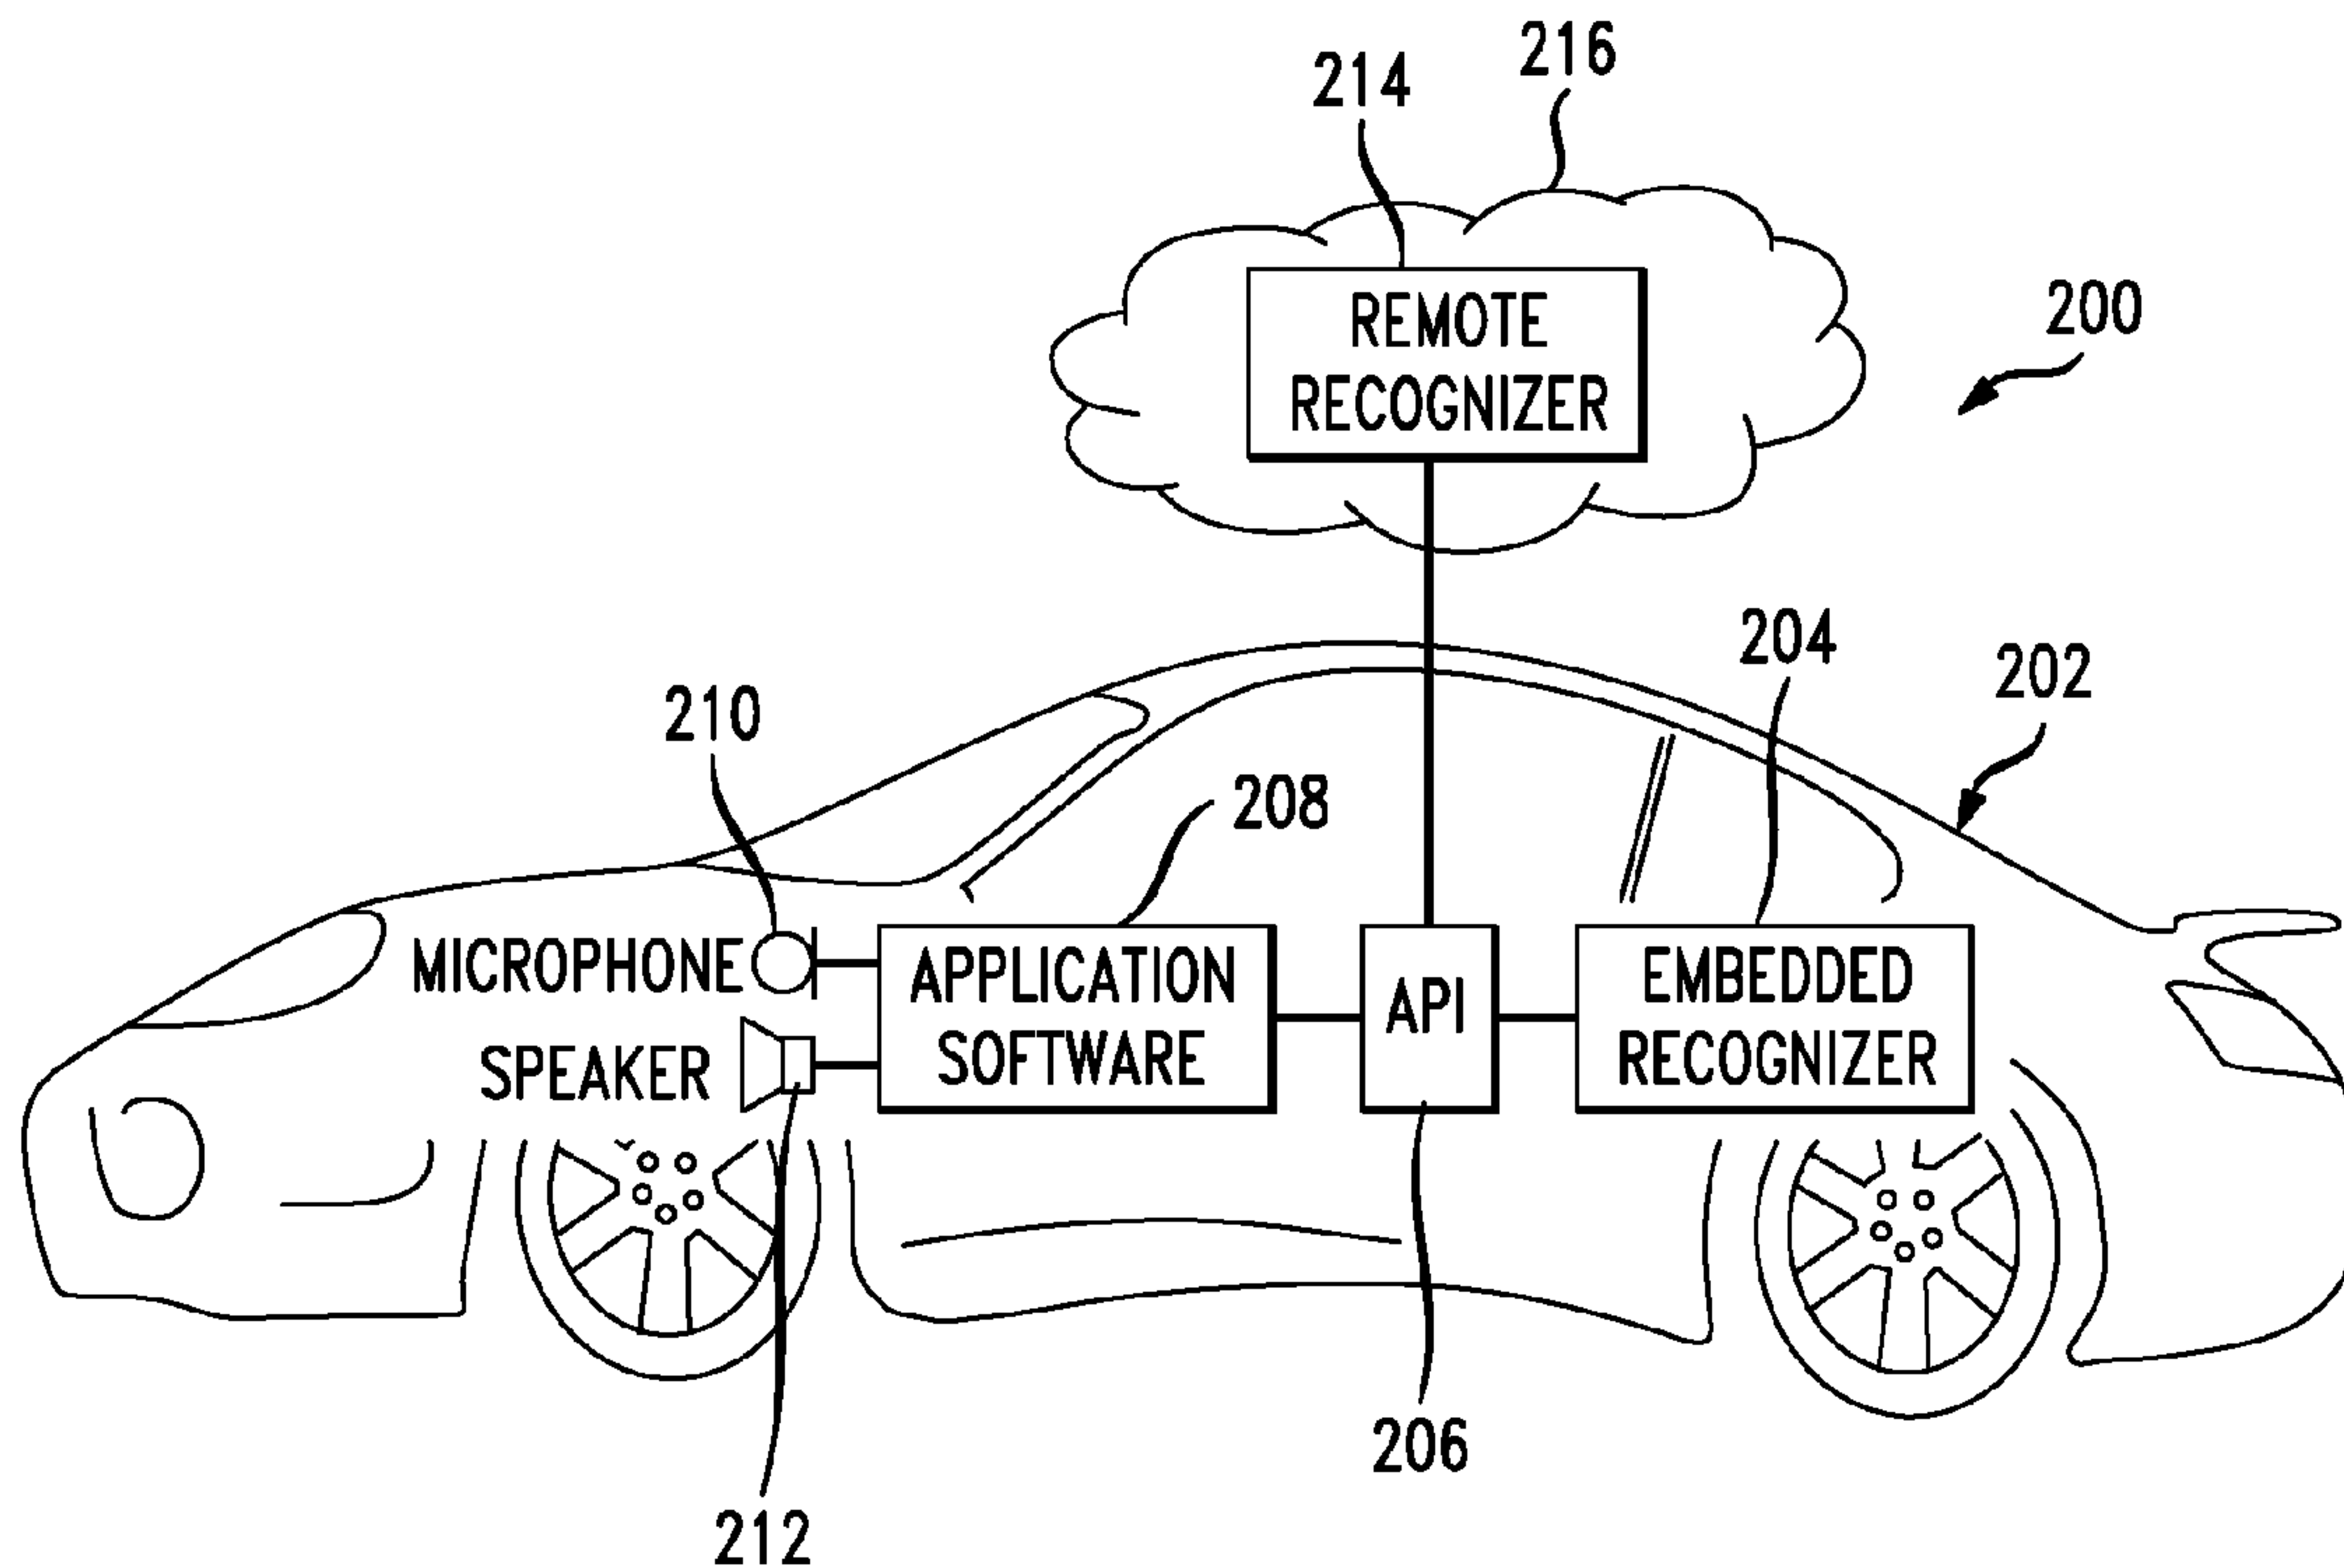 216
214
REMOTE
RECOGNIZER
200
204
202
210
208
MICROPHONE
APPLICATION
SOFTWARE
API
EMBEDDED
RECOGNIZER
SPEAKER
206
212